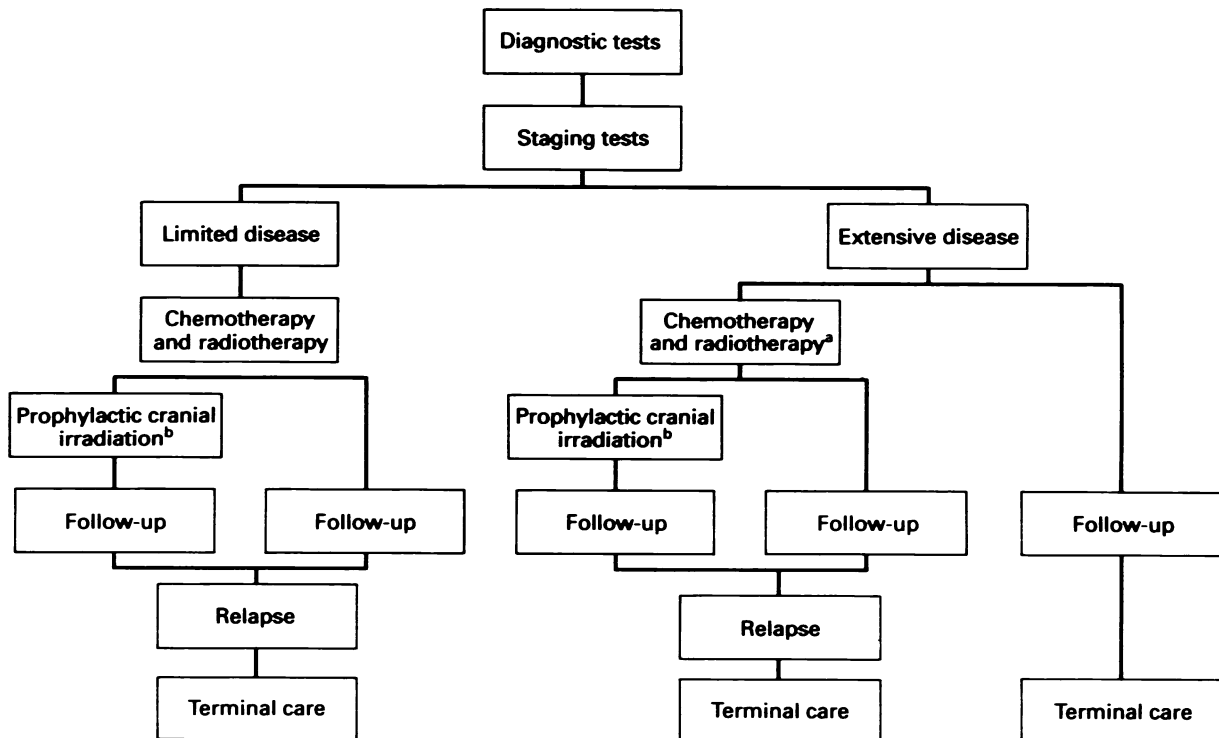 Diagnostic tests
Staging tests
Limited disease
Extensive disease
Chemotherapy
and radiotherapy
Chemotherapy
and radiotherapyᵃ
Prophylactic cranial
irradiationᵇ
Prophylactic cranial
irradiationᵇ
Follow-up
Follow-up
Follow-up
Follow-up
Follow-up
Relapse
Relapse
Terminal care
Terminal care
Terminal care